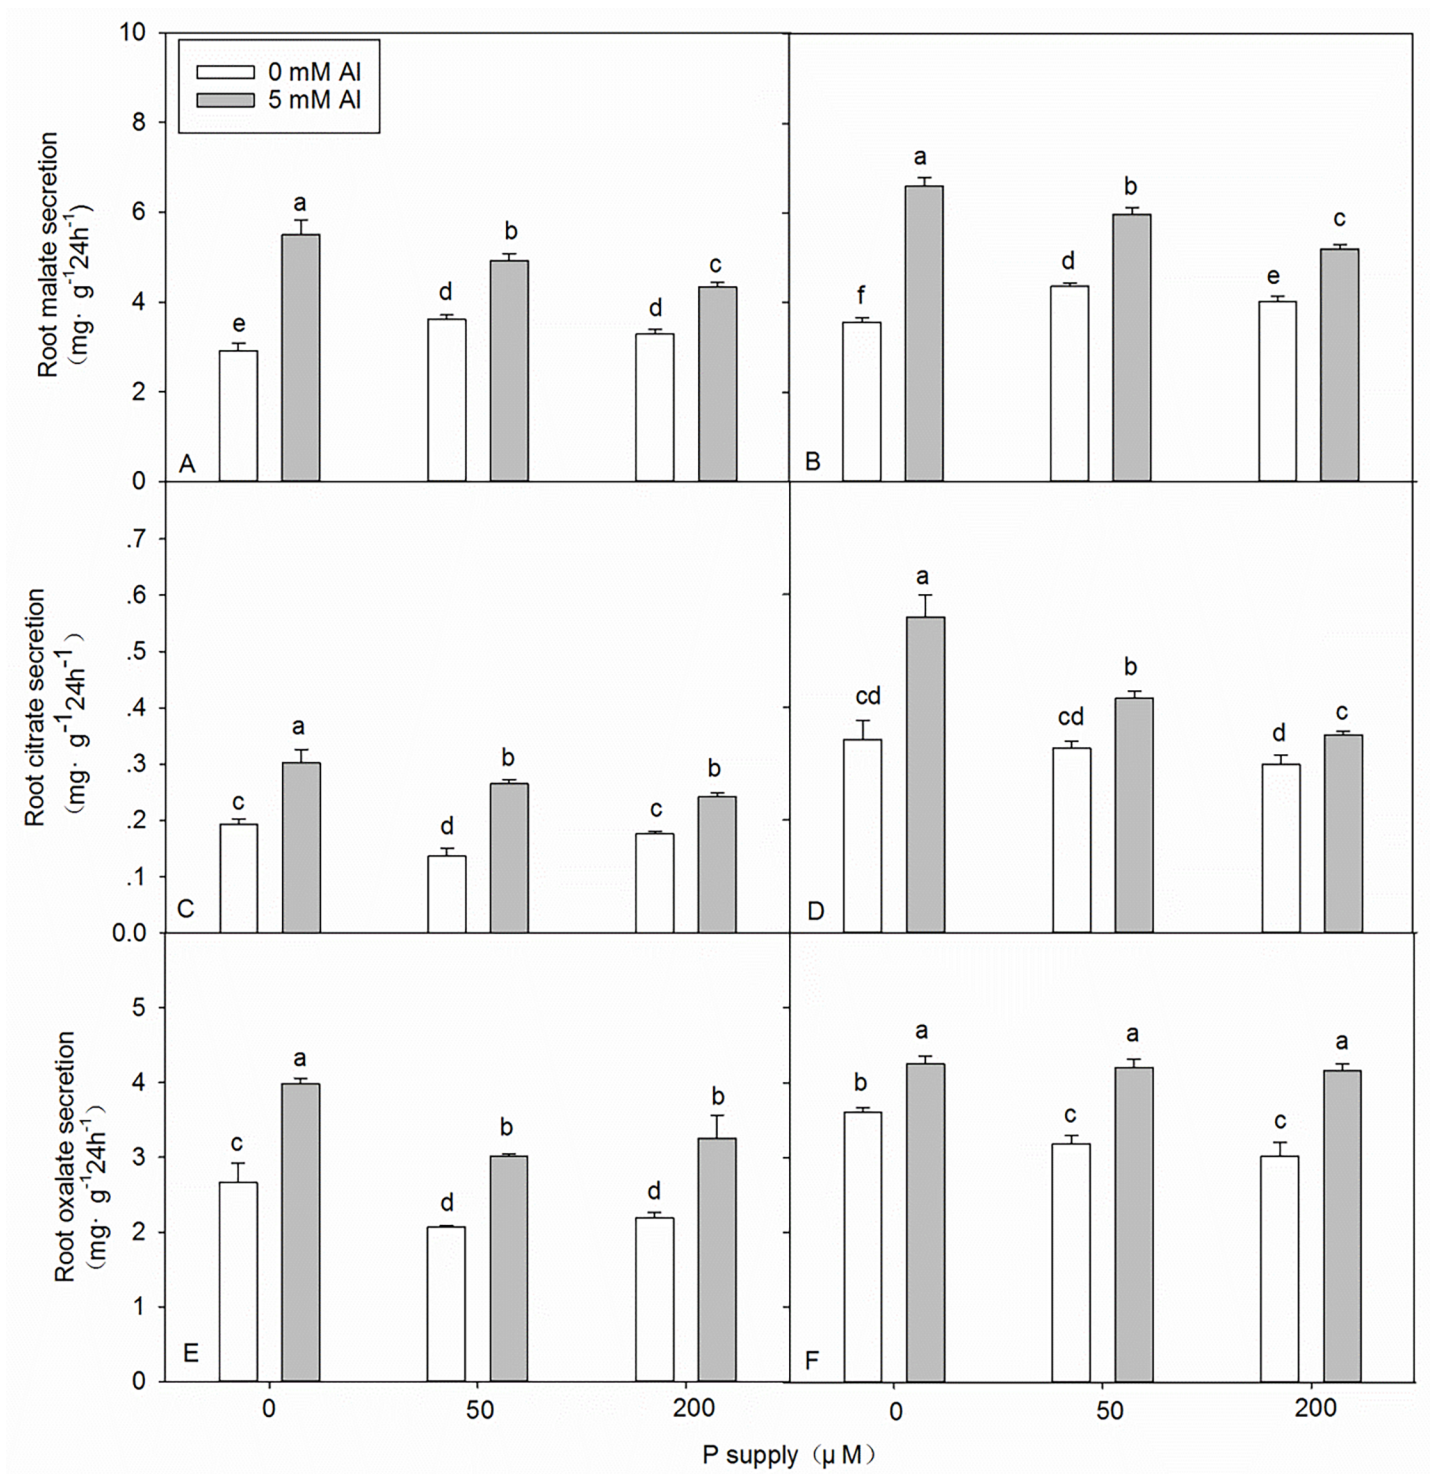 0 mM Al
5 mM Al
Root malate secretion
(mg· g-124h-1)
10
8
6
4
2
0
e
a
d
b
d
c
A
f
a
d
b
e
c
B
Root citrate secretion
(mg· g-124h-1)
.7
.6
.5
.4
.3
.2
.1
0.0
c
a
d
b
c
b
C
cd
a
cd
b
d
c
D
Root oxalate secretion
(mg· g-124h-1)
5
4
3
2
1
0
c
a
d
b
d
b
E
b
a
c
a
c
a
F
0 50 200
0 50 200
P supply (μ M)